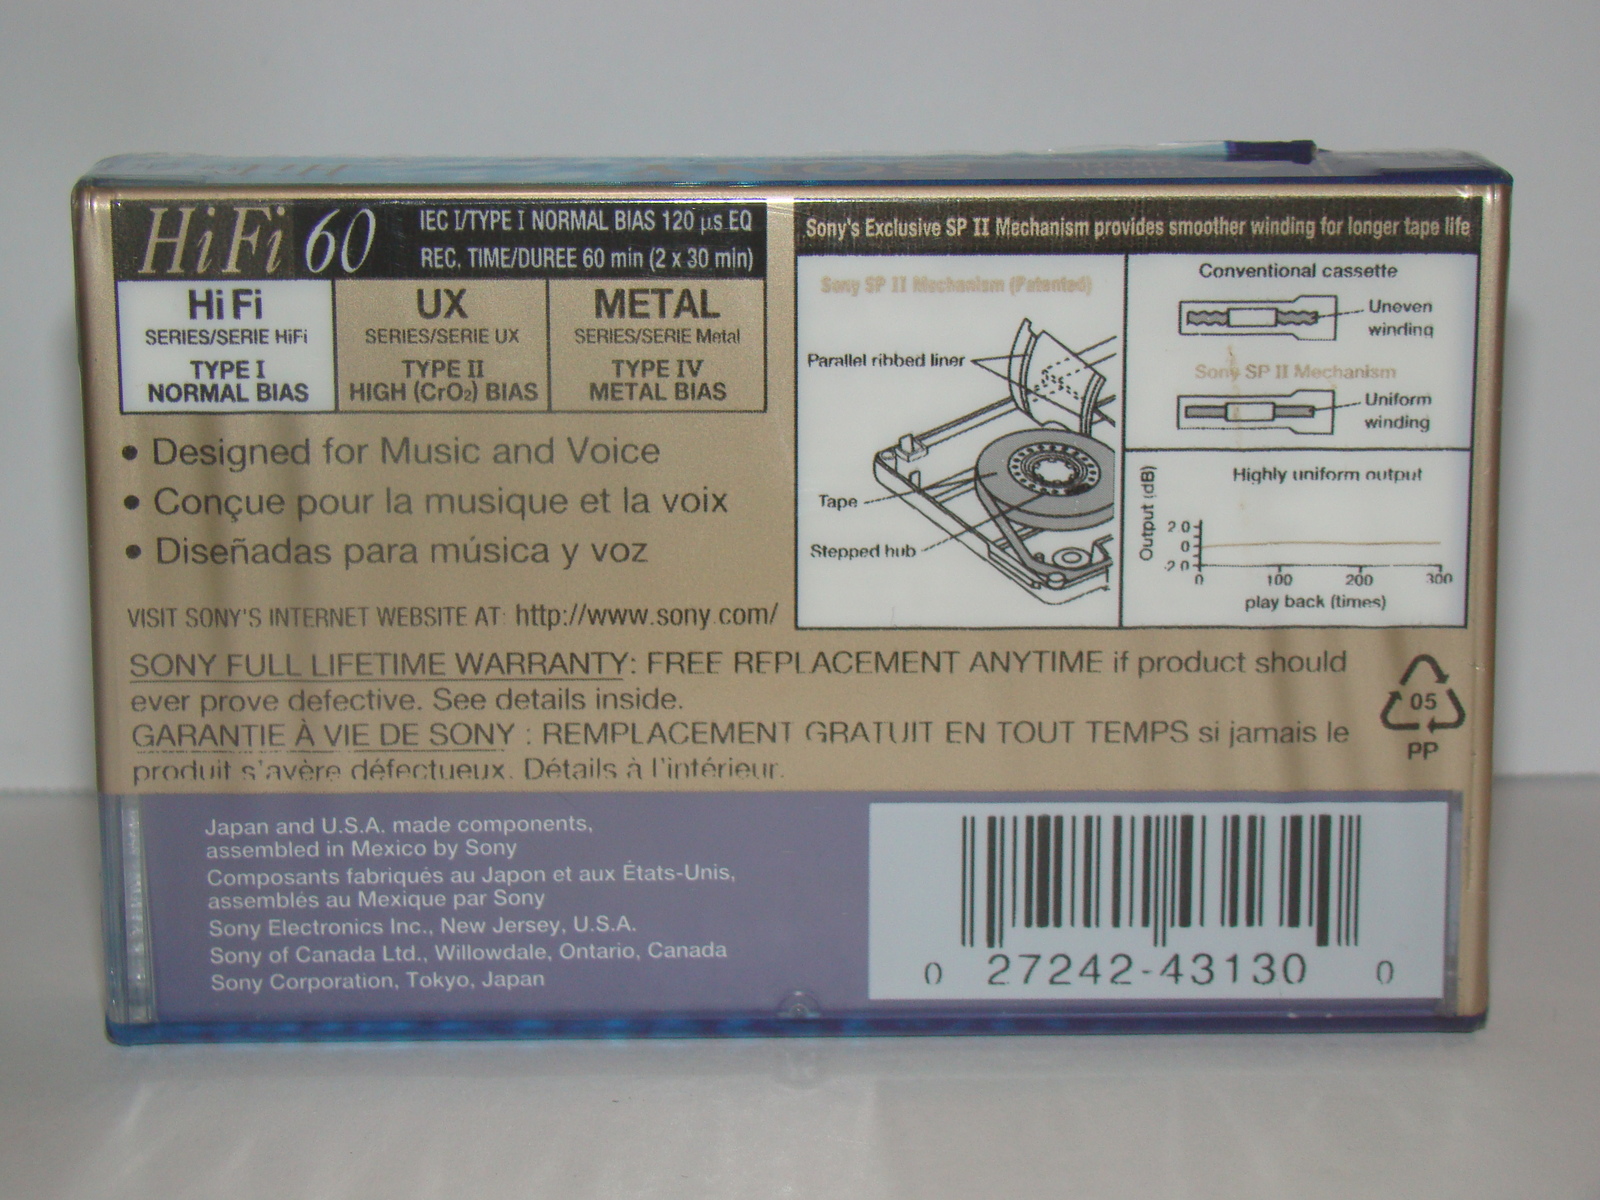 HiFi 60
IEC I/TYPE I NORMAL BIAS 120 µs EQ
REC. TIME/DUREE 60 min (2 x 30 min)
HiFi
SERIES/SERIE HiFi
TYPE I
NORMAL BIAS
UX
SERIES/SERIE UX
TYPE II
HIGH (CrO₂) BIAS
METAL
SERIES/SERIE Metal
TYPE IV
METAL BIAS
• Designed for Music and Voice
• Conçue pour la musique et la voix
• Diseñadas para música y voz
VISIT SONY'S INTERNET WEBSITE AT: http://www.sony.com/
Sony's Exclusive SP II Mechanism provides smoother winding for longer tape life
Sony SP II Mechanism (Patented)
Parallel ribbed liner
Tape
Stepped hub
Conventional cassette
Uneven
winding
Sony SP II Mechanism
Uniform
winding
Highly uniform output
Output (dB)
2 0
0
-2 0
0 100 200 300
play back (times)
SONY FULL LIFETIME WARRANTY: FREE REPLACEMENT ANYTIME if product should
ever prove defective. See details inside.
GARANTIE À VIE DE SONY : REMPLACEMENT GRATUIT EN TOUT TEMPS si jamais le
produit s'avère défectueux. Détails à l'intérieur.
05
PP
Japan and U.S.A. made components,
assembled in Mexico by Sony
Composants fabriqués au Japon et aux États-Unis,
assemblés au Mexique par Sony
Sony Electronics Inc., New Jersey, U.S.A.
Sony of Canada Ltd., Willowdale, Ontario, Canada
Sony Corporation, Tokyo, Japan
0 27242-43130 0